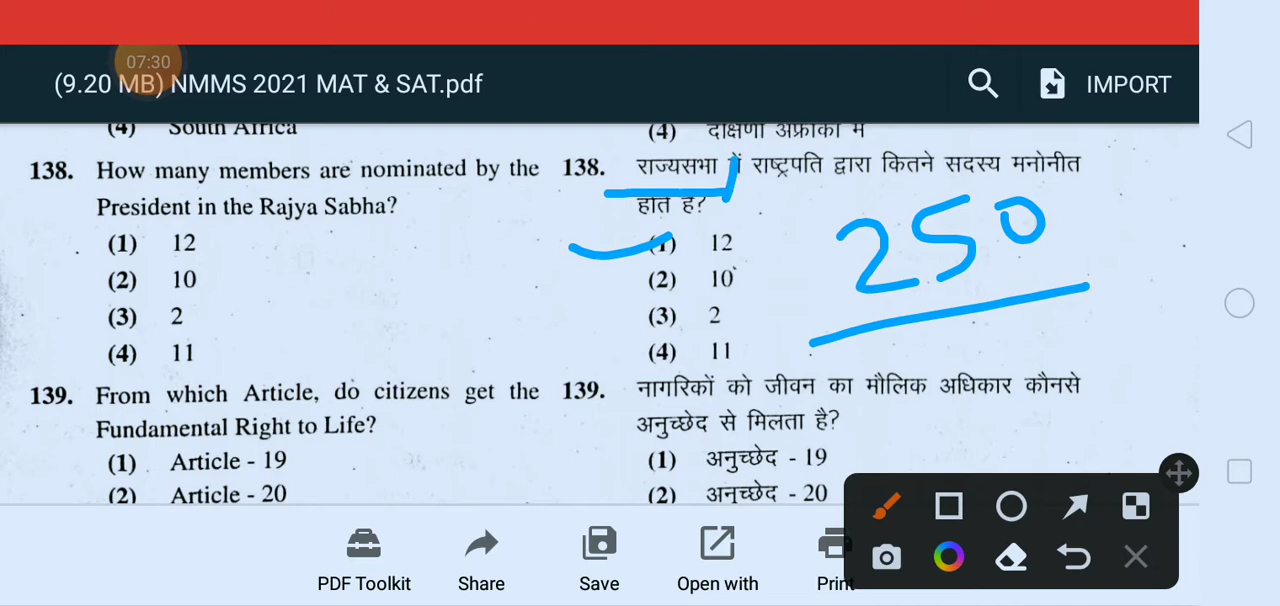 07:30
(9.20 MB) NMMS 2021 MAT & SAT.pdf
IMPORT
(4) South Africa
138. How many members are nominated by the
President in the Rajya Sabha?
(1) 12
(2) 10
(3) 2
(4) 11
139. From which Article, do citizens get the
Fundamental Right to Life?
(1) Article - 19
(2) Article - 20
(4) दक्षिणी अफ्रीका में
138. राज्यसभा में राष्ट्रपति द्वारा कितने सदस्य मनोनीत
होते हैं?
(1) 12
(2) 10
(3) 2
(4) 11
250
139. नागरिकों को जीवन का मौलिक अधिकार कौनसे
अनुच्छेद से मिलता है?
(1) अनुच्छेद - 19
(2) अनुच्छेद - 20
PDF Toolkit
Share
Save
Open with
Print